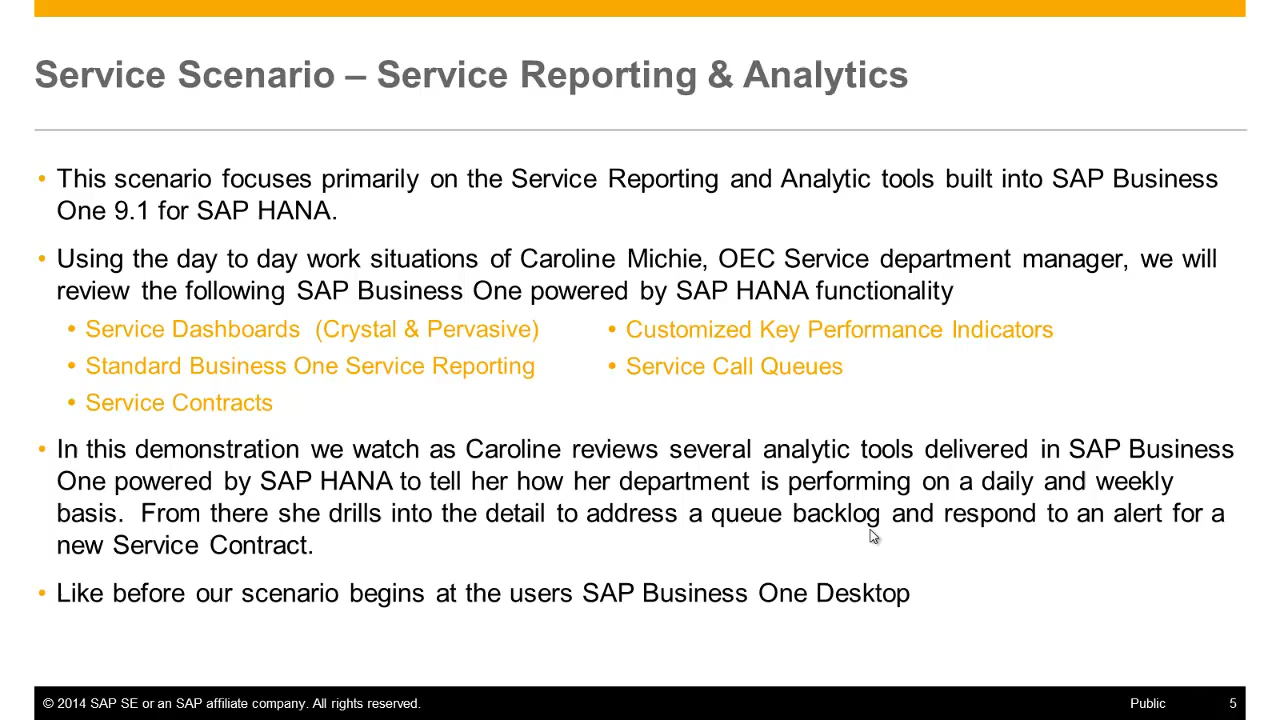 Service Scenario – Service Reporting & Analytics
• This scenario focuses primarily on the Service Reporting and Analytic tools built into SAP Business
One 9.1 for SAP HANA.
• Using the day to day work situations of Caroline Michie, OEC Service department manager, we will
review the following SAP Business One powered by SAP HANA functionality
• Service Dashboards (Crystal & Pervasive)
• Standard Business One Service Reporting
• Service Contracts
• Customized Key Performance Indicators
• Service Call Queues
• In this demonstration we watch as Caroline reviews several analytic tools delivered in SAP Business
One powered by SAP HANA to tell her how her department is performing on a daily and weekly
basis.  From there she drills into the detail to address a queue backlog and respond to an alert for a
new Service Contract.
• Like before our scenario begins at the users SAP Business One Desktop
© 2014 SAP SE or an SAP affiliate company. All rights reserved.
Public
5